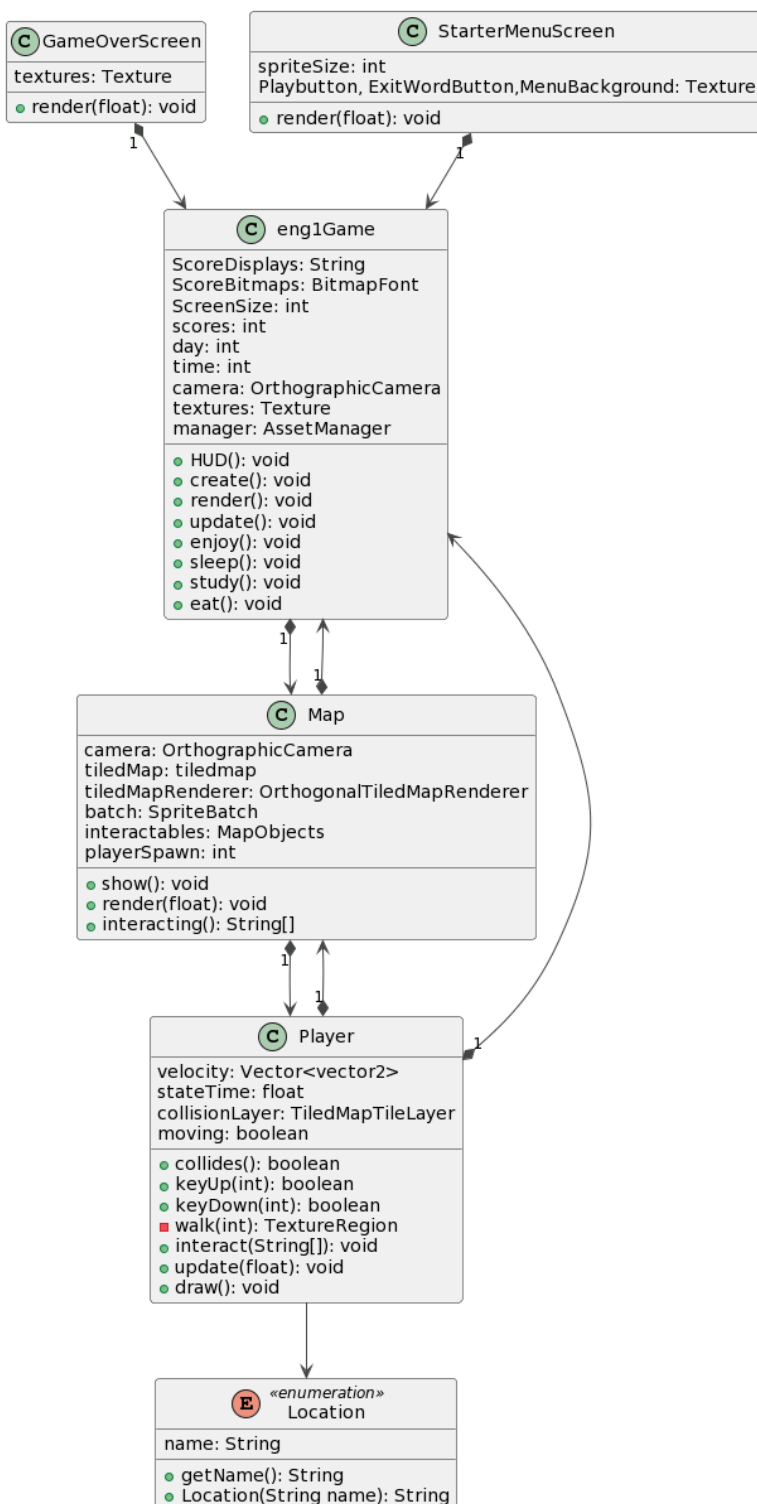 C GameOverScreen
textures: Texture
render(float): void
C StarterMenuScreen
spriteSize: int
Playbutton, ExitWordButton,MenuBackground: Texture
render(float): void
1
1
C eng1Game
ScoreDisplays: String
ScoreBitmaps: BitmapFont
ScreenSize: int
scores: int
day: int
time: int
camera: OrthographicCamera
textures: Texture
manager: AssetManager
HUD(): void
create(): void
render(): void
update(): void
enjoy(): void
sleep(): void
study(): void
eat(): void
1
1
C Map
camera: OrthographicCamera
tiledMap: tiledmap
tiledMapRenderer: OrthogonalTiledMapRenderer
batch: SpriteBatch
interactables: MapObjects
playerSpawn: int
show(): void
render(float): void
interacting(): String[]
1
1
C Player
1
velocity: Vector<vector2>
stateTime: float
collisionLayer: TiledMapTileLayer
moving: boolean
collides(): boolean
keyUp(int): boolean
keyDown(int): boolean
walk(int): TextureRegion
interact(String[]): void
update(float): void
draw(): void
E «enumeration»
Location
name: String
getName(): String
Location(String name): String